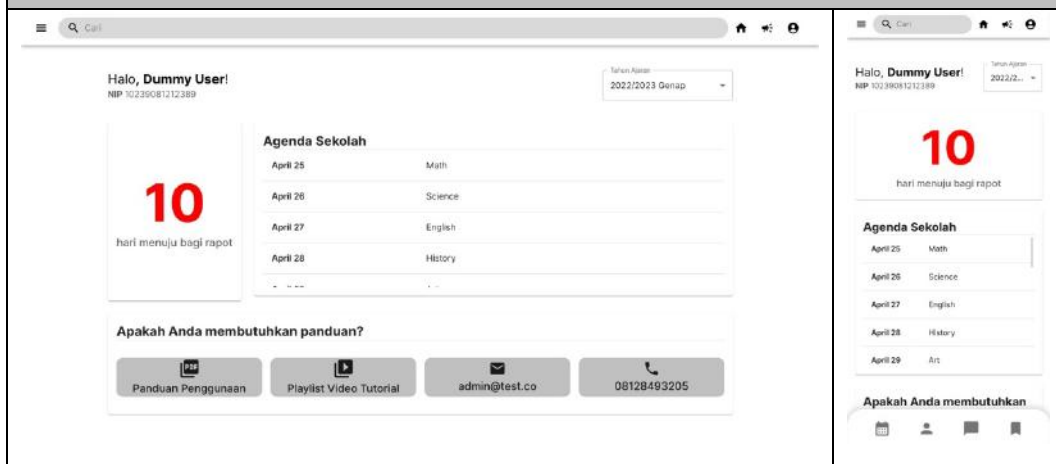 Cari
Halo, Dummy User!
NIP 10239081212389
Tahun Ajaran
2022/2023 Genap
10
hari menuju bagi rapot
Agenda Sekolah
April 25 Math
April 26 Science
April 27 English
April 28 History
Apakah Anda membutuhkan panduan?
PDF
Panduan Penggunaan
Playlist Video Tutorial
admin@test.co
08128493205
Cari
Halo, Dummy User!
NIP 10239081212389
Tahun Ajaran
2022/2...
10
hari menuju bagi rapot
Agenda Sekolah
April 25 Math
April 26 Science
April 27 English
April 28 History
April 29 Art
Apakah Anda membutuhkan